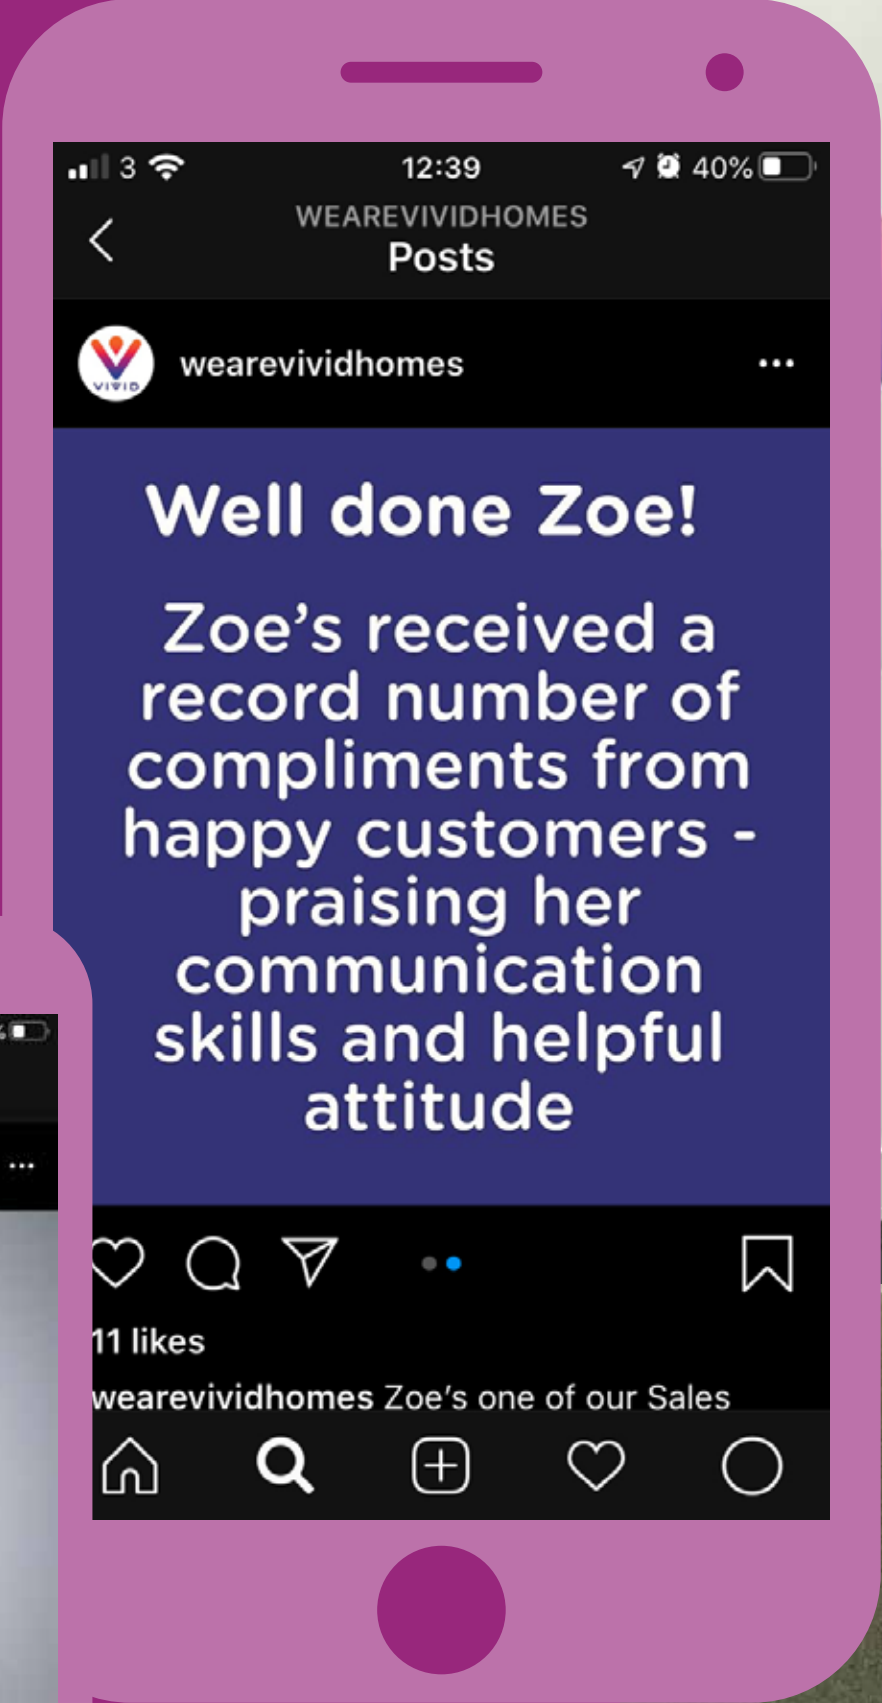 3
12:39
40%
WEAREVIVIDHOMES
Posts
VIVID
wearevividhomes
Well done Zoe!
Zoe's received a
record number of
compliments from
happy customers -
praising her
communication
skills and helpful
attitude
11 likes
wearevividhomes Zoe's one of our Sales